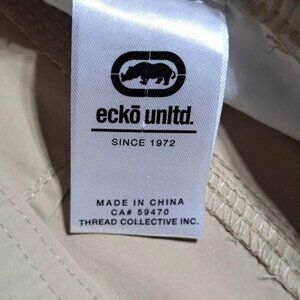 eckō unltd.
SINCE 1972
MADE IN CHINA
CA# 59470
THREAD COLLECTIVE INC.